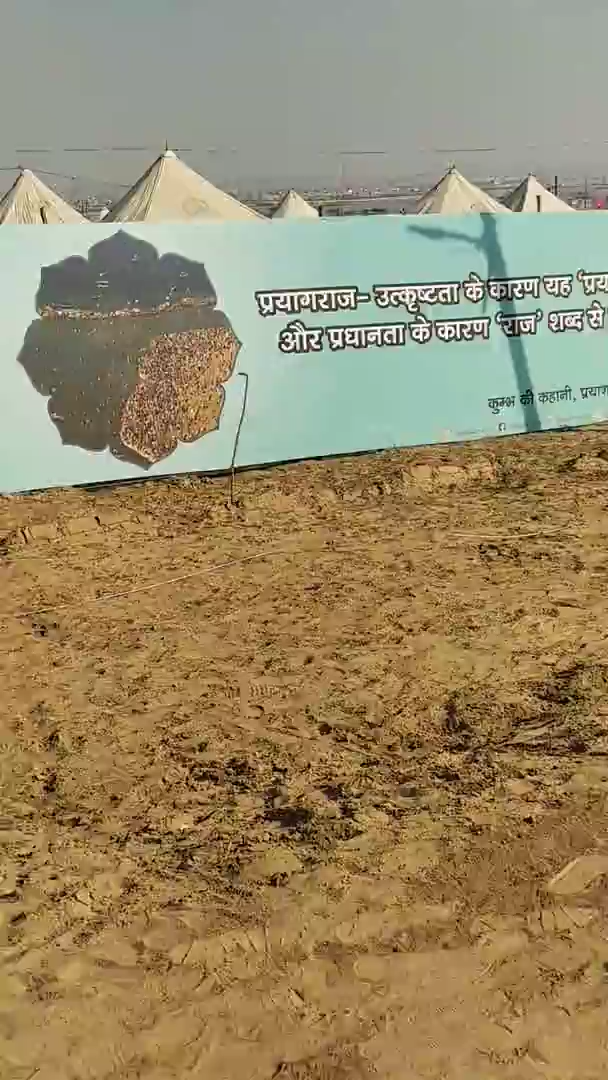 प्रयागराज- उत्कृष्टता के कारण यह 'प्रय
और प्रधानता के कारण 'राज' शब्द से
कुम्भ की कहानी, प्रयाग